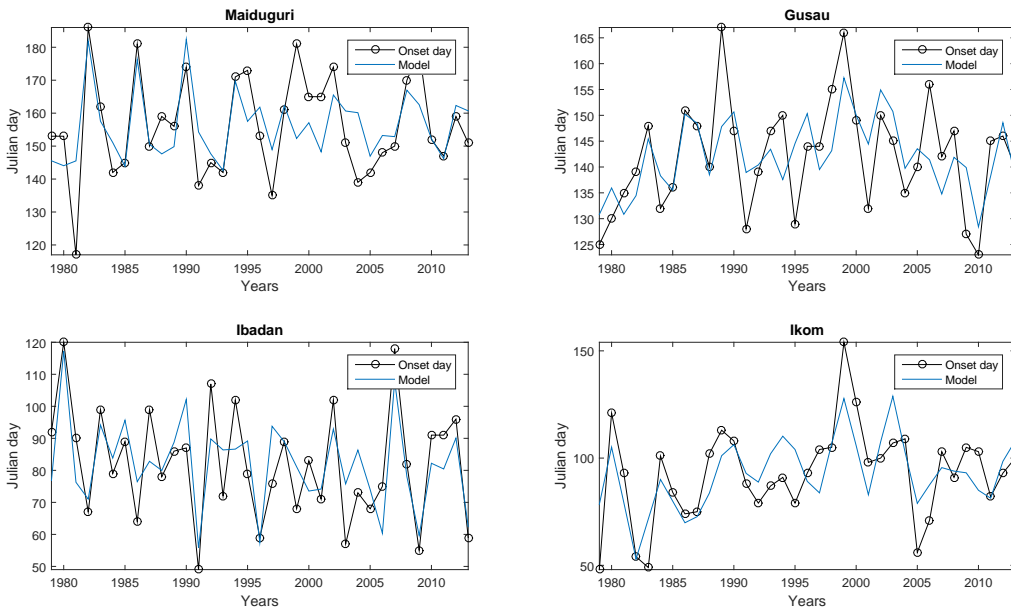 Maiduguri
Onset day
Model
Julian day
180
170
160
150
140
130
120
1980 1985 1990 1995 2000 2005 2010
Years
Gusau
Onset day
Model
Julian day
165
160
155
150
145
140
135
130
125
1980 1985 1990 1995 2000 2005 2010
Years
Ibadan
Onset day
Model
Julian day
120
110
100
90
80
70
60
50
1980 1985 1990 1995 2000 2005 2010
Years
Ikom
Onset day
Model
Julian day
150
100
50
1980 1985 1990 1995 2000 2005 2010
Years